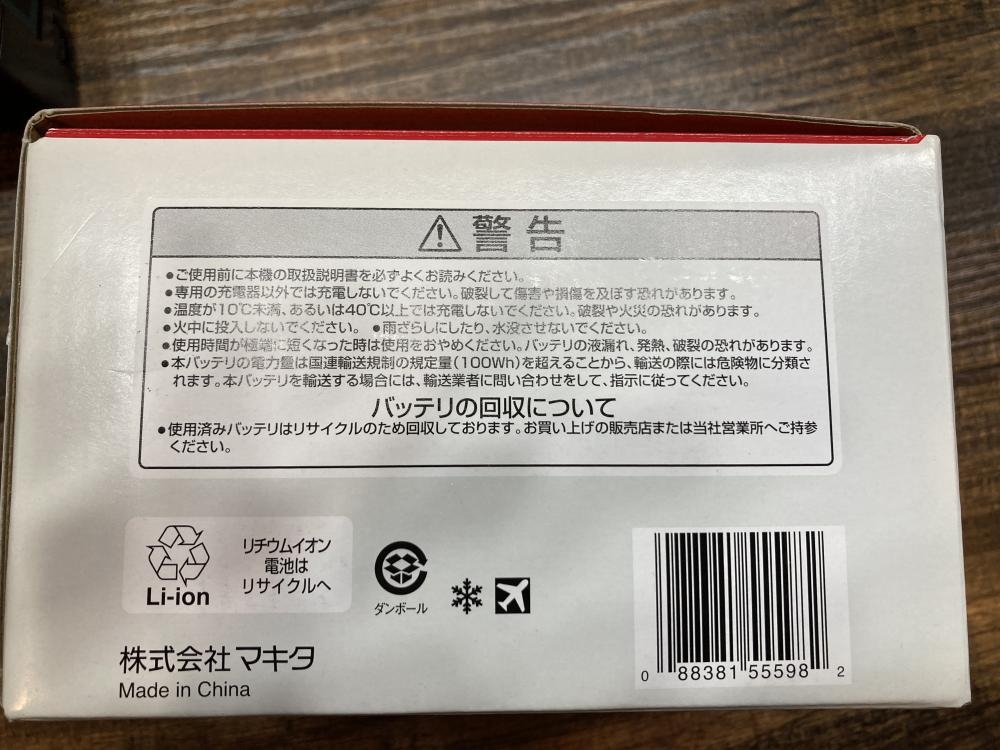 警告
●ご使用前に本機の取扱説明書を必ずよくお読みください。
●専用の充電器以外では充電しないでください。破裂して傷害や損傷を及ぼす恐れがあります。
●温度が10℃未満、あるいは40℃以上では充電しないでください。破裂や火災の恐れがあります。
●火中に投入しないでください。 ●雨ざらしにしたり、水没させないでください。
●使用時間が極端に短くなった時は使用をおやめください。バッテリの液漏れ、発熱、破裂の恐れがあります。
●本バッテリの電力量は国連輸送規制の規定量(100Wh)を超えることから、輸送の際には危険物に分類さ
れます。本バッテリを輸送する場合には、輸送業者に問い合わせをして、指示に従ってください。
バッテリの回収について
●使用済みバッテリはリサイクルのため回収しております。お買い上げの販売店または当社営業所へご持参
ください。
リチウムイオン
電池は
リサイクルへ
Li-ion
ダンボール
株式会社マキタ
Made in China
0 88381 55598 2